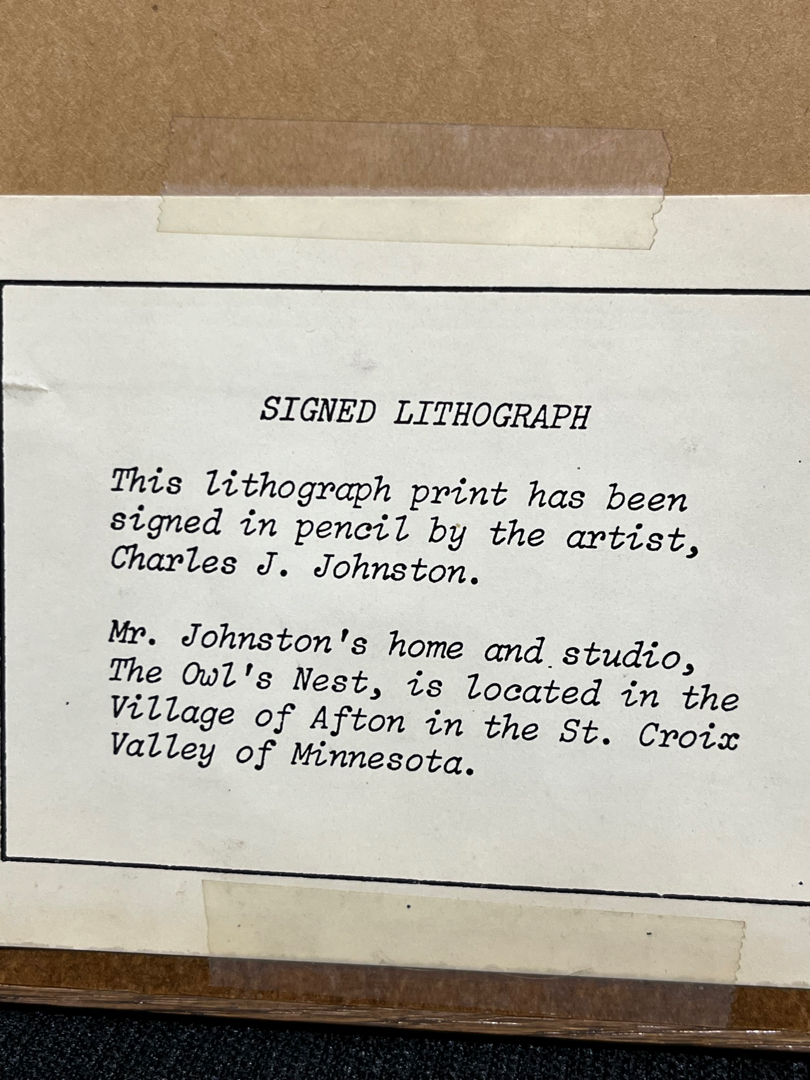 SIGNED LITHOGRAPH
This lithograph print has been
signed in pencil by the artist,
Charles J. Johnston.
Mr. Johnston's home and studio,
The Owl's Nest, is located in the
Village of Afton in the St. Croix
Valley of Minnesota.